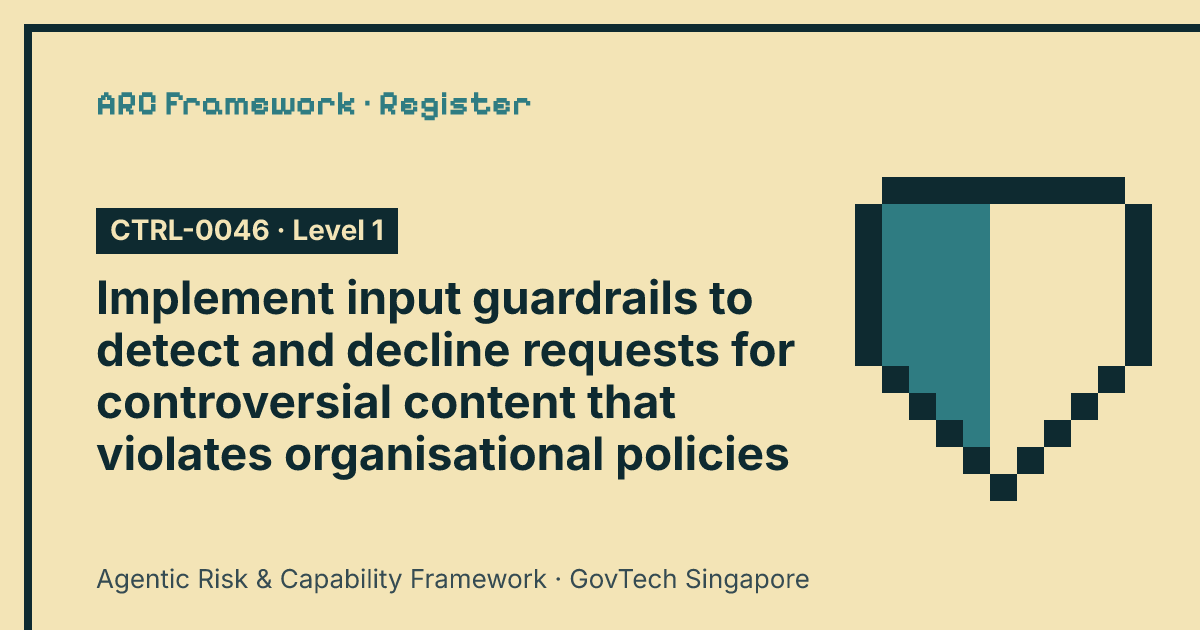 ARC Framework · Register
CTRL-0046 · Level 1
Implement input guardrails to
detect and decline requests for
controversial content that
violates organisational policies
Agentic Risk & Capability Framework · GovTech Singapore